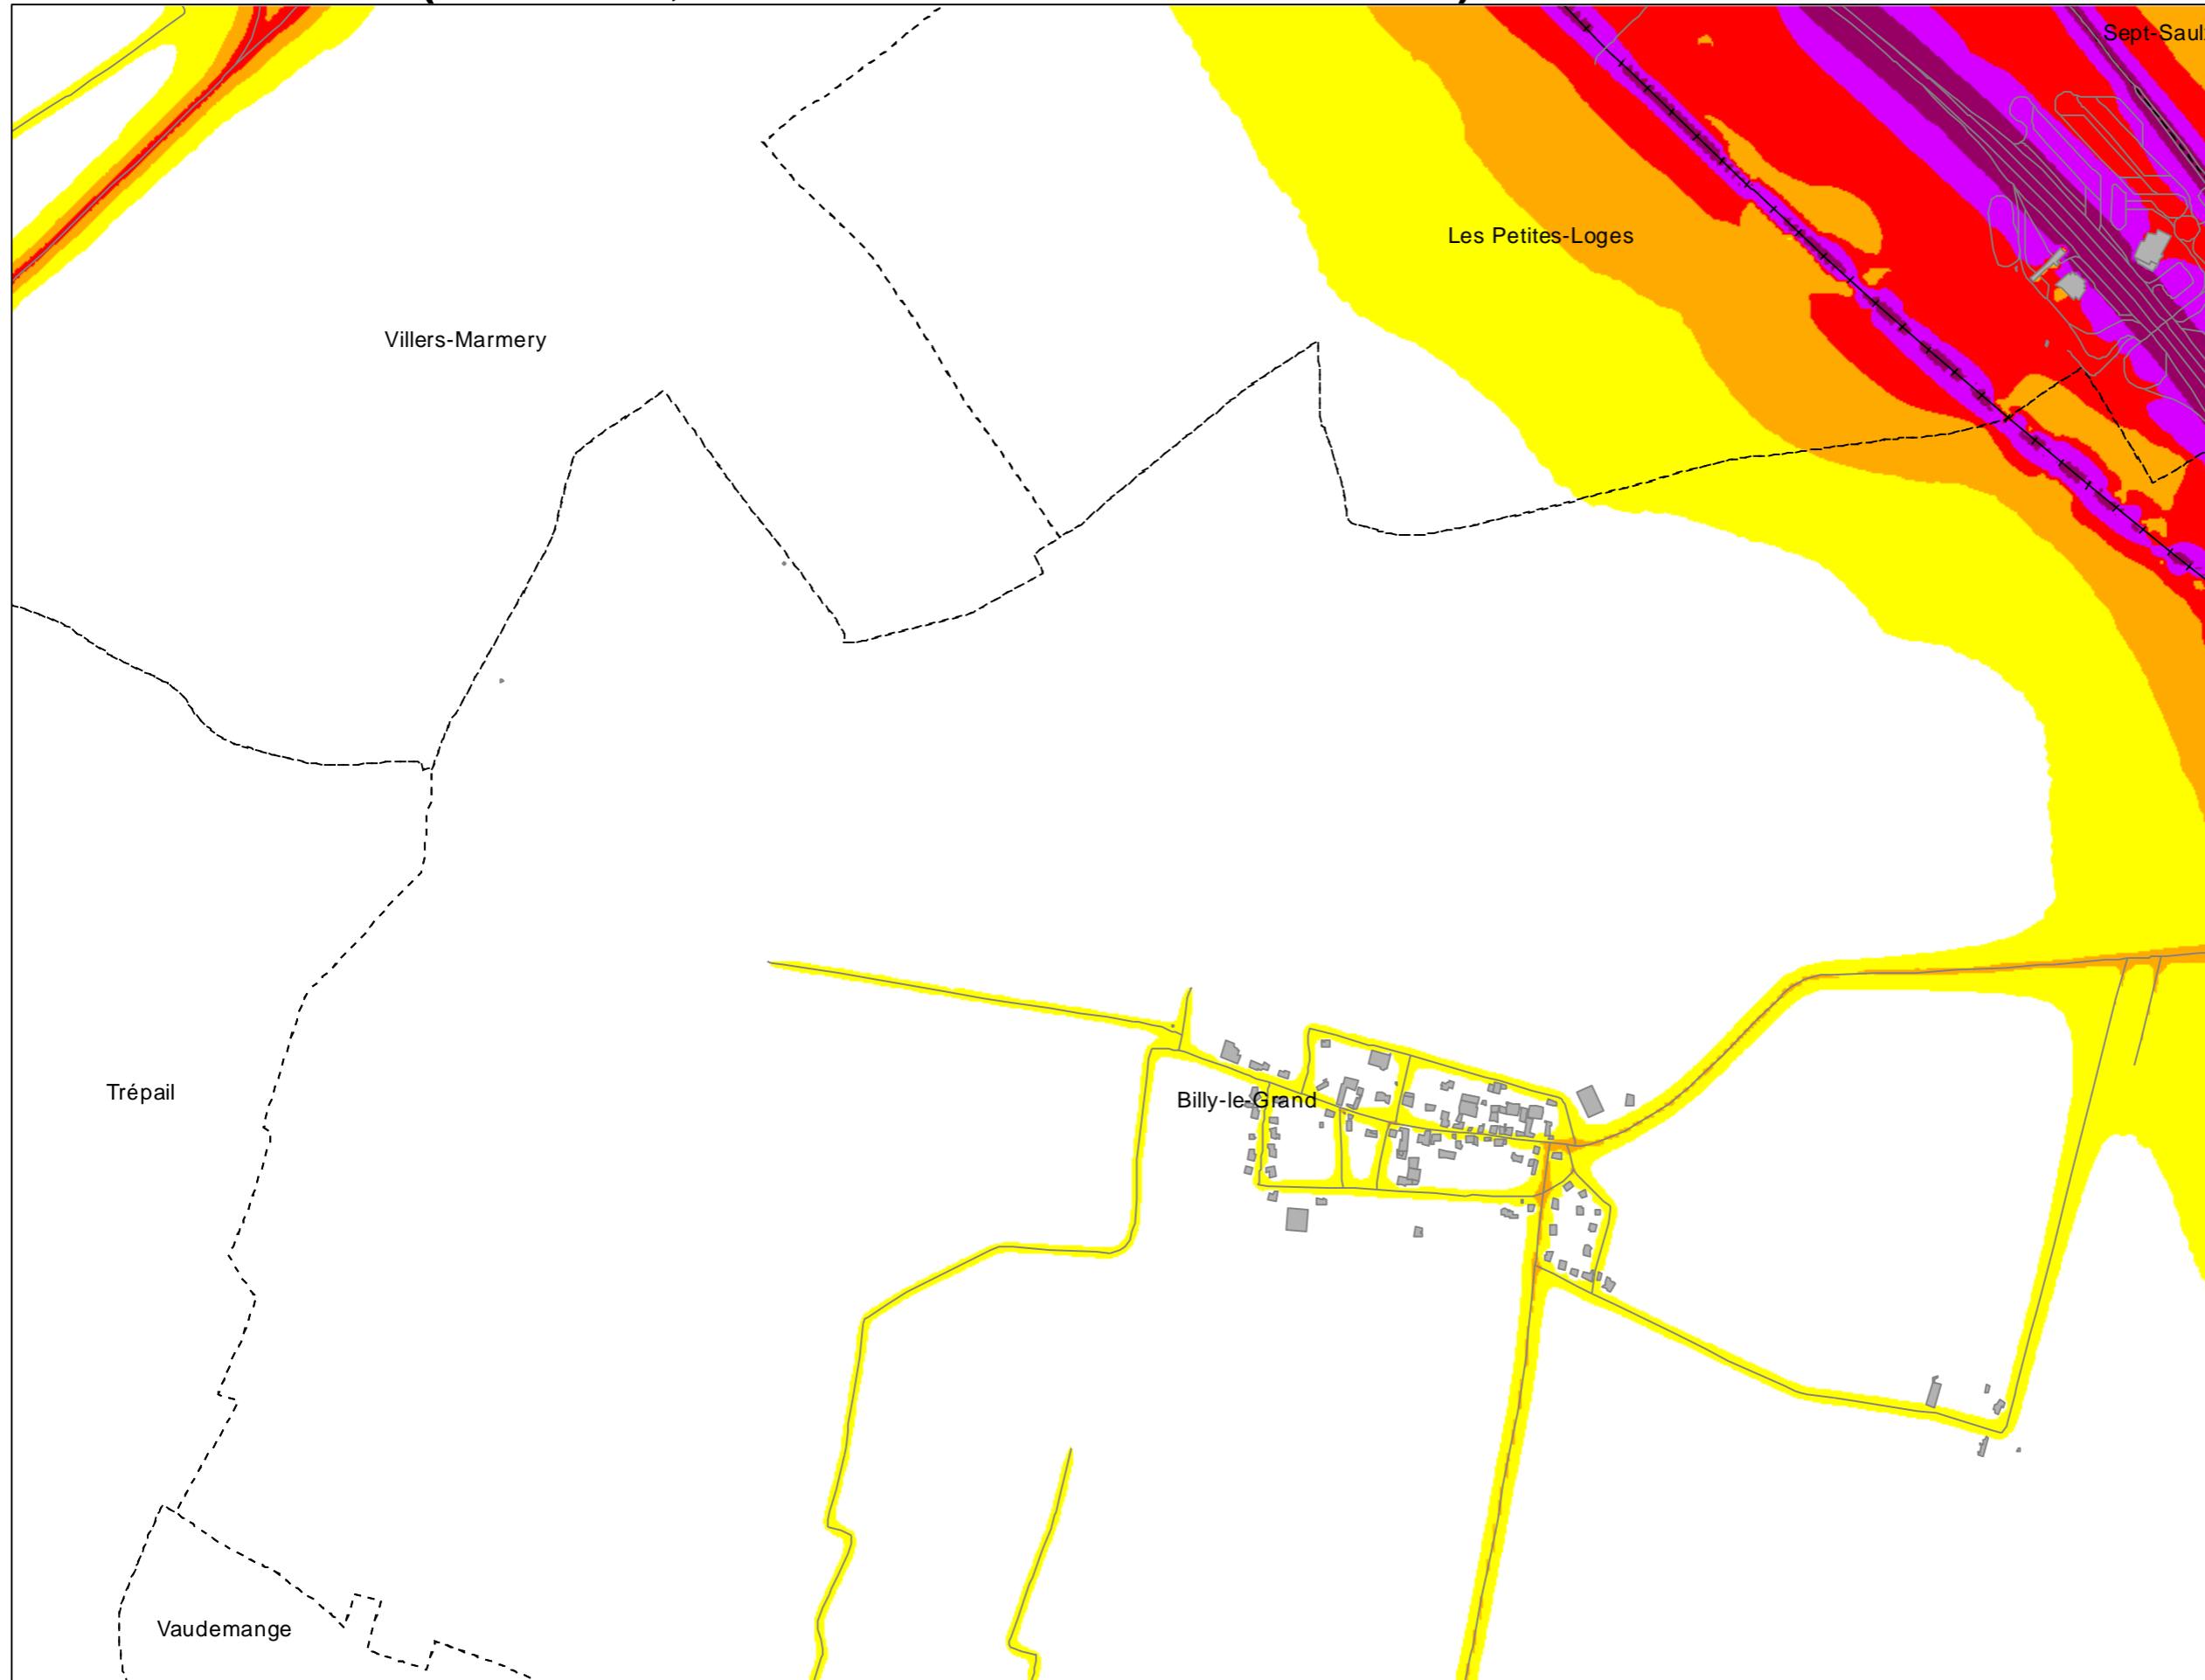 Sept-Saul
Les Petites-Loges
Villers-Marmery
Trépail
Billy-le-Grand
Vaudemange